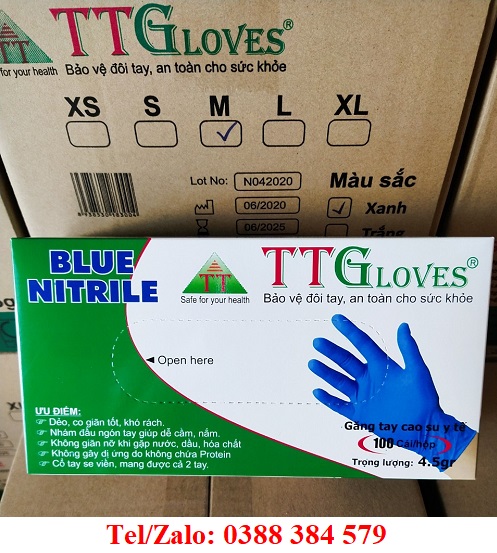 TTGLOVES®
for your health
Bảo vệ đôi tay, an toàn cho sức khỏe
XS S M L XL
Lot No: N042020
Màu sắc
06/2020
Xanh
06/2025
Trắng
BLUE NITRILE
TT
Safe for your health
TTGLOVES®
Bảo vệ đôi tay, an toàn cho sức khỏe
Open here
ƯU ĐIỂM:
Dẻo, co giãn tốt, khó rách.
Nhám đầu ngón tay giúp dễ cầm, nắm.
Không giãn nở khi gặp nước, dầu, hóa chất
Không gây dị ứng do không chứa Protein
Cổ tay se viền, mang được cả 2 tay.
Găng tay cao su y tế
100 Cái/hộp
Trọng lượng: 4.5gr
Tel/Zalo: 0388 384 579